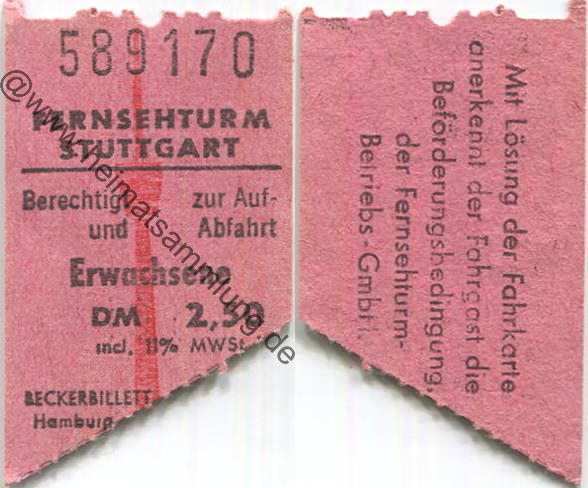 589170
FERNSEHTURM
STUTTGART
Berechtigt zur Auf-
und Abfahrt
Erwachsene
DM 2,50
incl. 11% MWSt.
BECKERBILLETT
Hamburg
@www.heimatsammlung.de
Mit Lösung der Fahrkarte
anerkennt der Fahrgast die
Beförderungsbedingung.
der Fernsehturm-
Betriebs-GmbH.